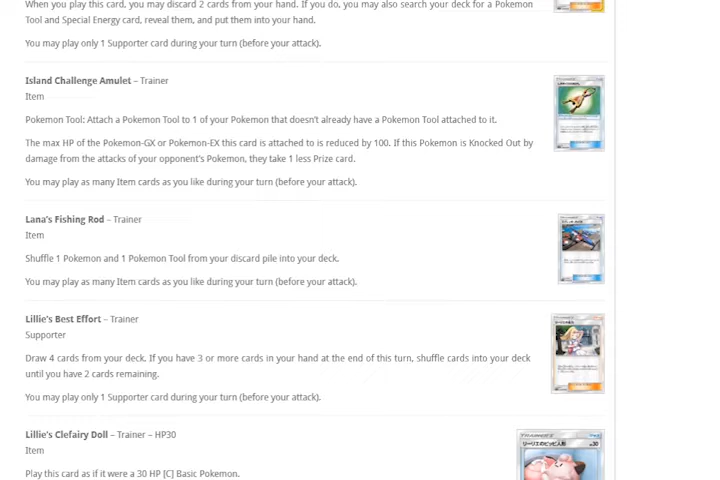 When you play this card, you may discard 2 cards from your hand. If you do, you may also search your deck for a Pokemon
Tool and Special Energy card, reveal them, and put them into your hand.
You may play only 1 Supporter card during your turn (before your attack).
Island Challenge Amulet – Trainer
Item
Pokemon Tool: Attach a Pokemon Tool to 1 of your Pokemon that doesn't already have a Pokemon Tool attached to it.
The max HP of the Pokemon-GX or Pokemon-EX this card is attached to is reduced by 100. If this Pokemon is Knocked Out by
damage from the attacks of your opponent's Pokemon, they take 1 less Prize card.
You may play as many Item cards as you like during your turn (before your attack).
Lana's Fishing Rod – Trainer
Item
Shuffle 1 Pokemon and 1 Pokemon Tool from your discard pile into your deck.
You may play as many Item cards as you like during your turn (before your attack).
Lillie's Best Effort – Trainer
Supporter
Draw 4 cards from your deck. If you have 3 or more cards in your hand at the end of this turn, shuffle cards into your deck
until you have 2 cards remaining.
You may play only 1 Supporter card during your turn (before your attack).
Lillie's Clefairy Doll – Trainer – HP30
Item
リーリエのピッピ人形
Play this card as if it were a 30 HP [C] Basic Pokemon.